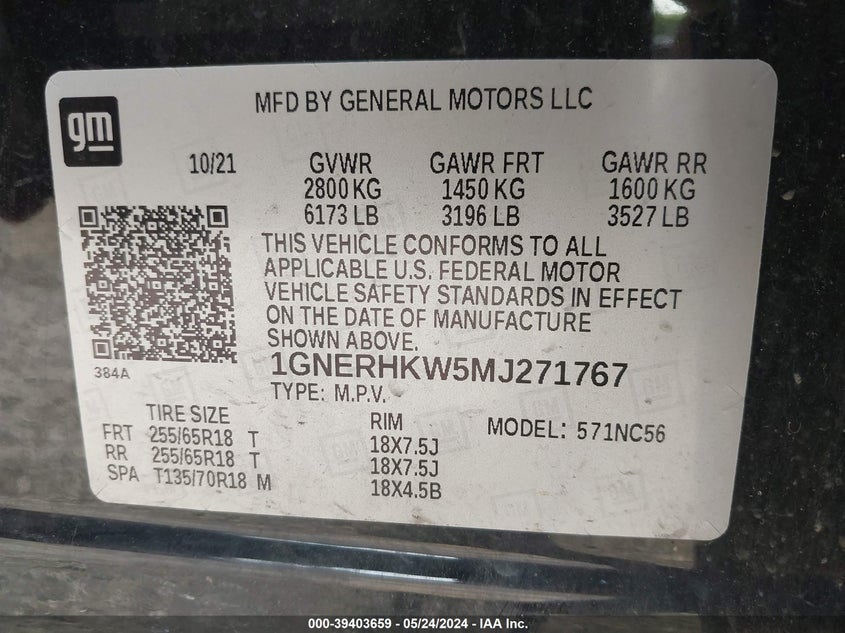 gm
MFD BY GENERAL MOTORS LLC
10/21 GVWR GAWR FRT GAWR RR
2800 KG 1450 KG 1600 KG
6173 LB 3196 LB 3527 LB
THIS VEHICLE CONFORMS TO ALL
APPLICABLE U.S. FEDERAL MOTOR
VEHICLE SAFETY STANDARDS IN EFFECT
ON THE DATE OF MANUFACTURE
SHOWN ABOVE.
384A
1GNERHKW5MJ271767
TYPE: M.P.V.
TIRE SIZE RIM MODEL: 571NC56
FRT 255/65R18 T 18X7.5J
RR 255/65R18 T 18X7.5J
SPA T135/70R18 M 18X4.5B
000-39403659 / 05/24/2024 - IAA Inc.